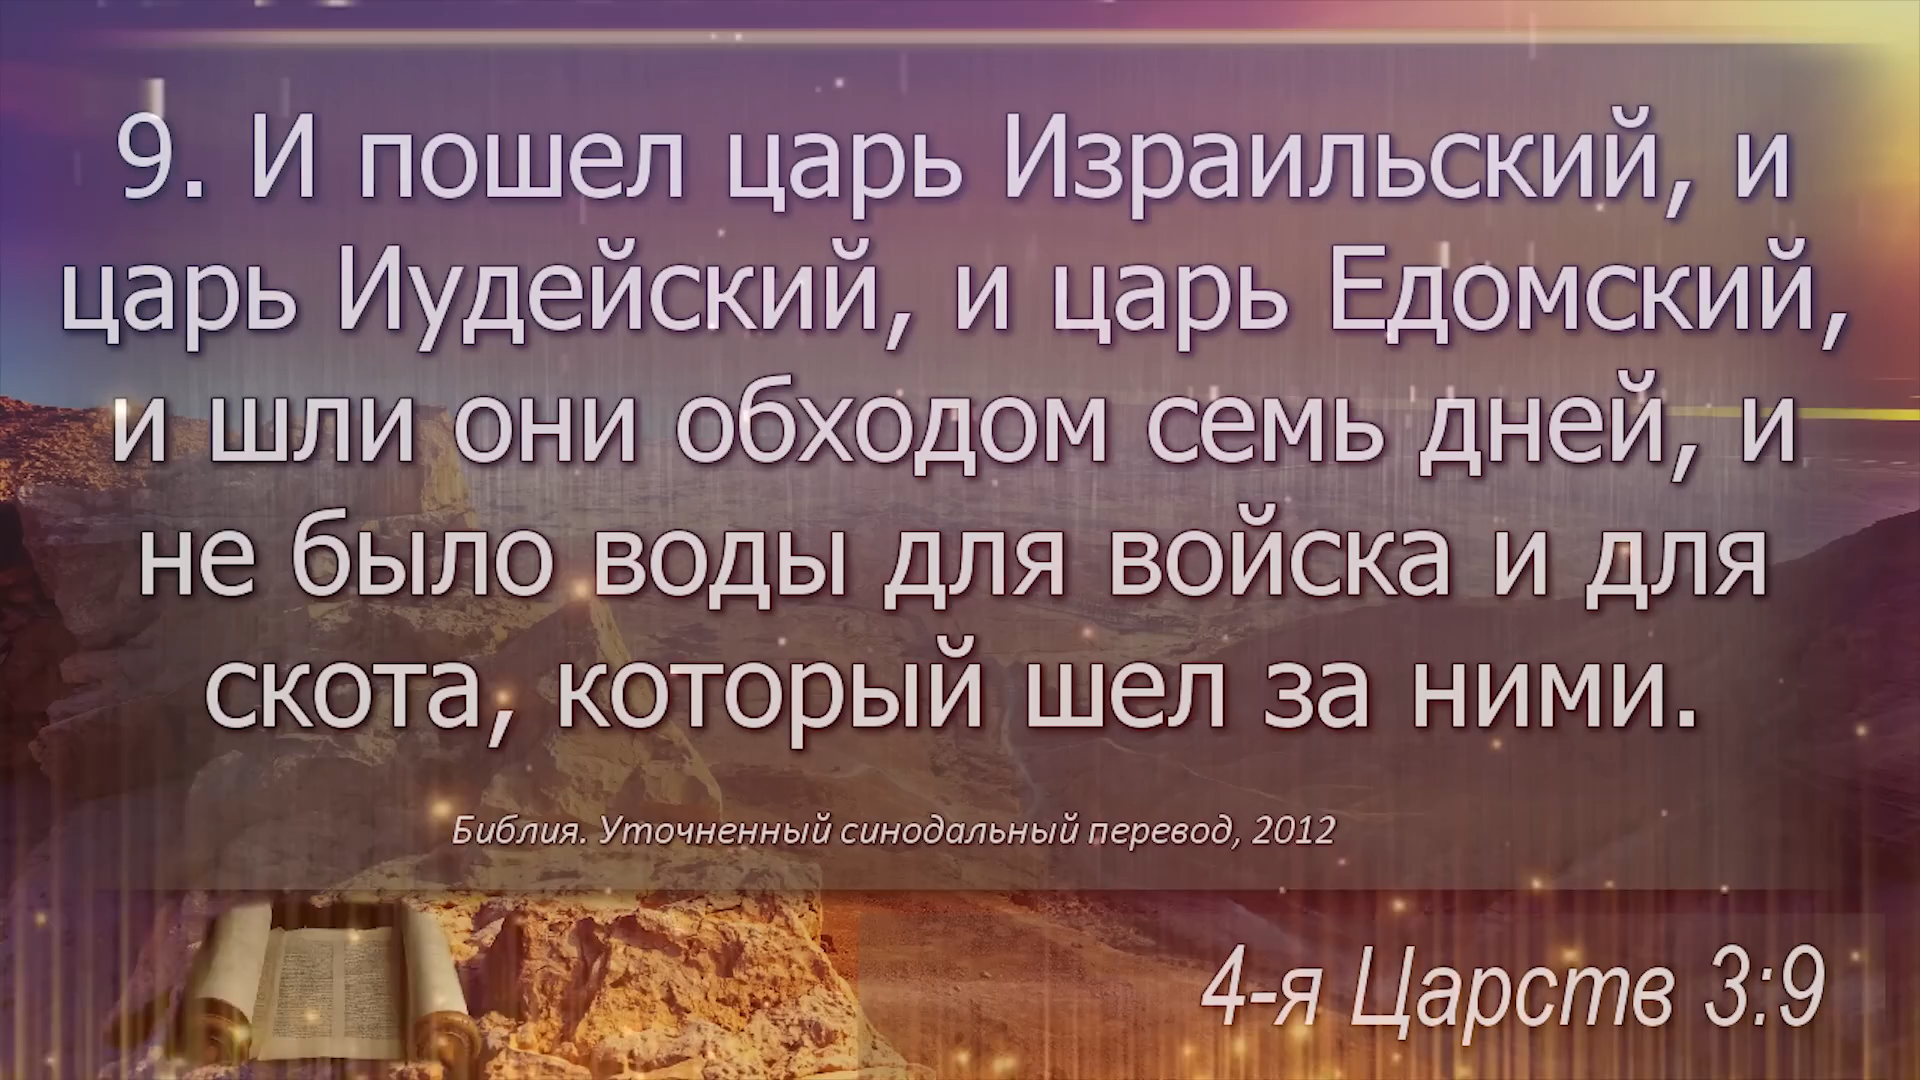 9. И пошел царь Израильский, и
царь Иудейский, и царь Едомский,
и шли они обходом семь дней, и
не было воды для войска и для
скота, который шел за ними.
Библия. Уточненный синодальный перевод, 2012
4-я Царств 3:9